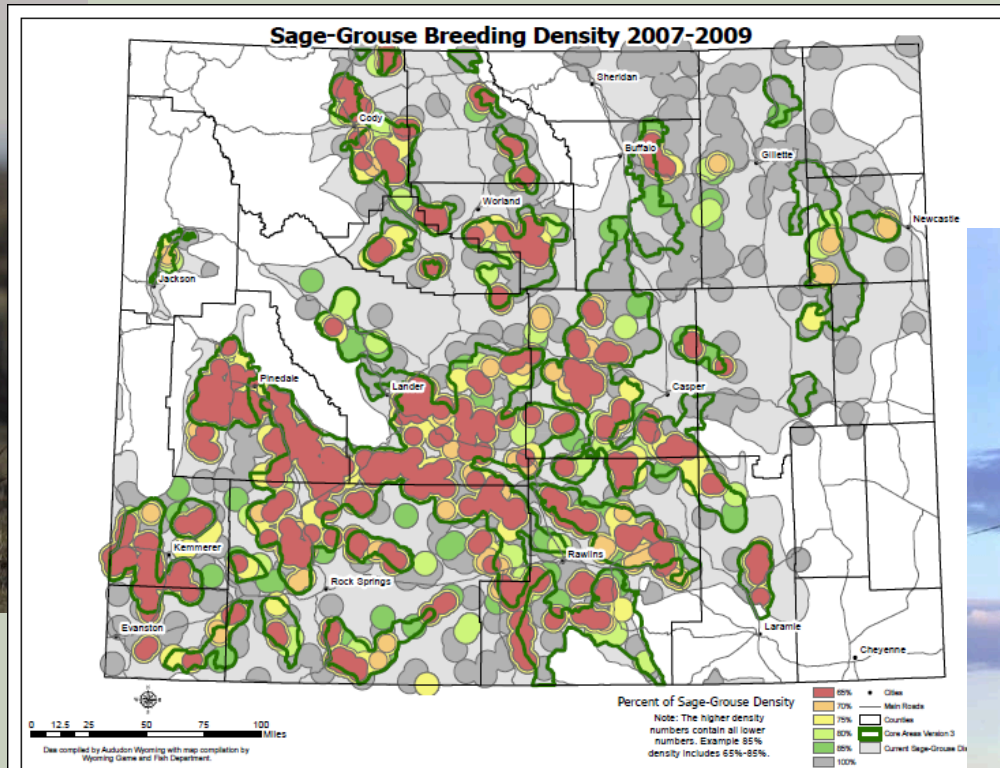 Sage-Grouse Breeding Density 2007-2009
Sheridan
Cody
Buffalo
Gillette
Worland
Newcastle
Jackson
Pinedale
Lander
Casper
Kemmerer
Rawlins
Rock Springs
Evanston
Laramie
Cheyenne
0 12.5 25 50 75 100
Miles
Data compiled by Audubon Wyoming with map compilation by
Wyoming Game and Fish Department.
Percent of Sage-Grouse Density
Note: The higher density
numbers contain all lower
numbers. Example 85%
density includes 65%-85%.
65%
70%
75%
80%
85%
100%
Cities
Main Roads
Counties
Core Areas Version 3
Current Sage-Grouse Dis